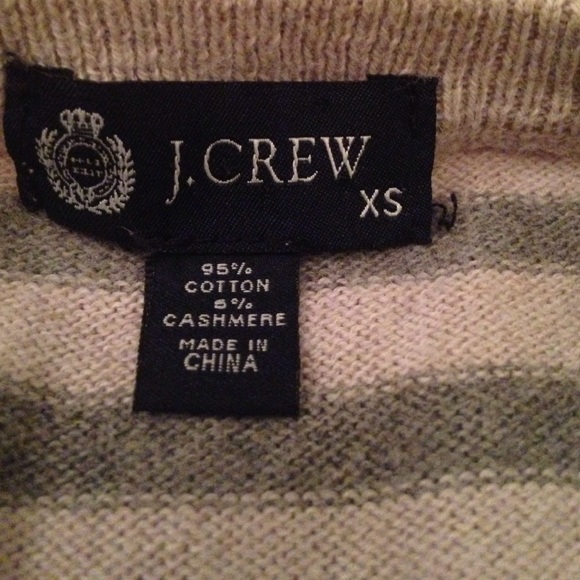 J.CREW
XS
95%
COTTON
5%
CASHMERE
MADE IN
CHINA